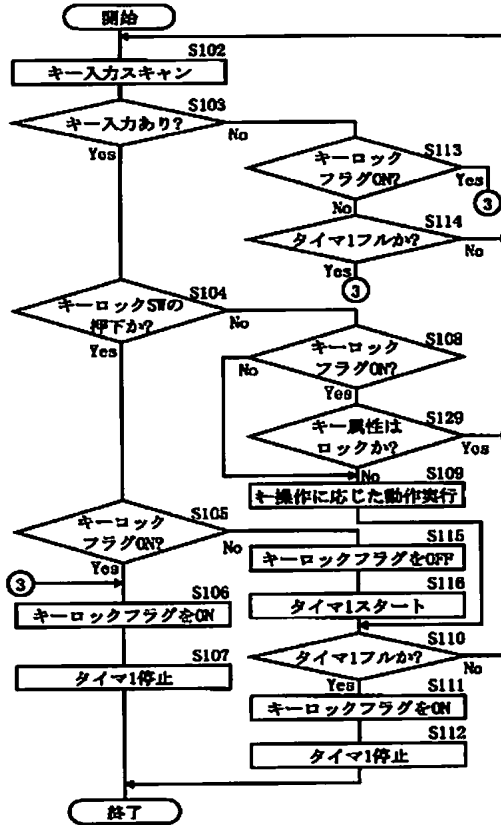 開始
S102
キー入力スキャン
S103
キー入力あり?
No
Yes
S113
キーロック
フラグON?
Yes
3
No
S114
タイマ1フルか?
No
Yes
3
S104
キーロックSWの
押下か?
No
Yes
S108
キーロック
フラグON?
No
Yes
S129
キー属性は
ロックか?
Yes
No
S109
キー操作に応じた動作実行
S105
キーロック
フラグON?
No
Yes
S115
キーロックフラグをOFF
3
S106
キーロックフラグをON
S116
タイマ1スタート
S107
タイマ1停止
S110
タイマ1フルか?
No
Yes
S111
キーロックフラグをON
S112
タイマ1停止
終了